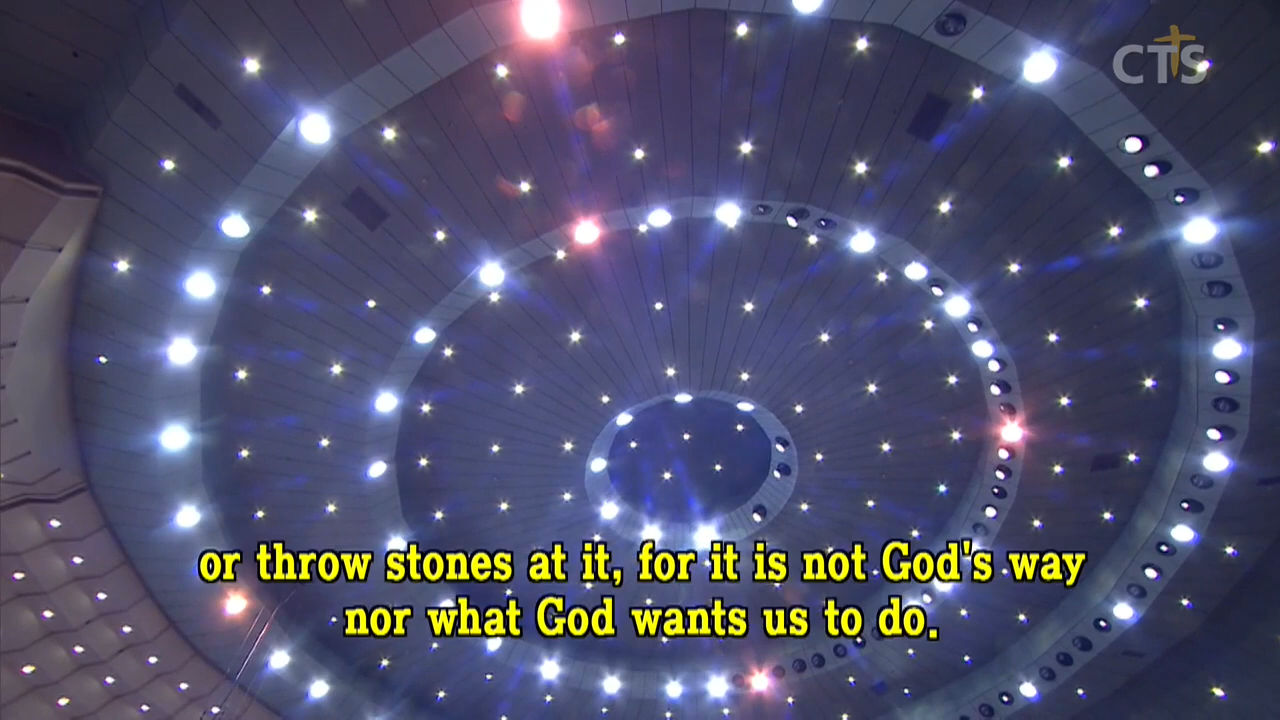 CTS
or throw stones at it, for it is not God's way
nor what God wants us to do.